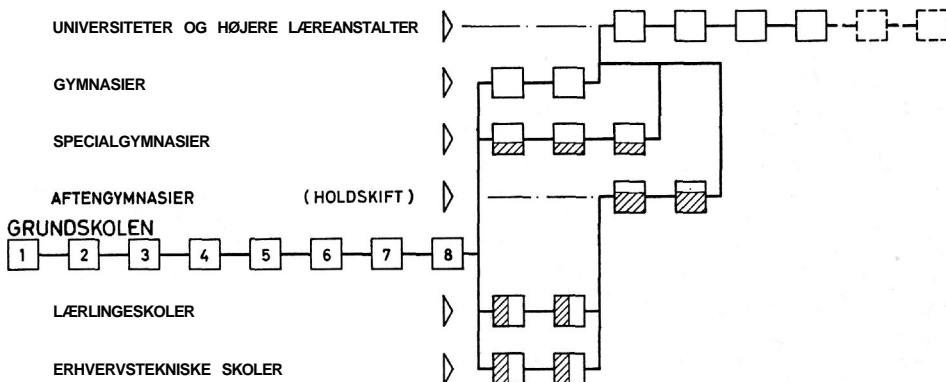 UNIVERSITETER OG HØJERE LÆREANSTALTER
GYMNASIER
SPECIALGYMNASIER
AFTENGYMNASIER (HOLDSKIFT)
GRUNDSKOLEN
1 2 3 4 5 6 7 8
LÆRLINGESKOLER
ERHVERVSTEKNISKE SKOLER